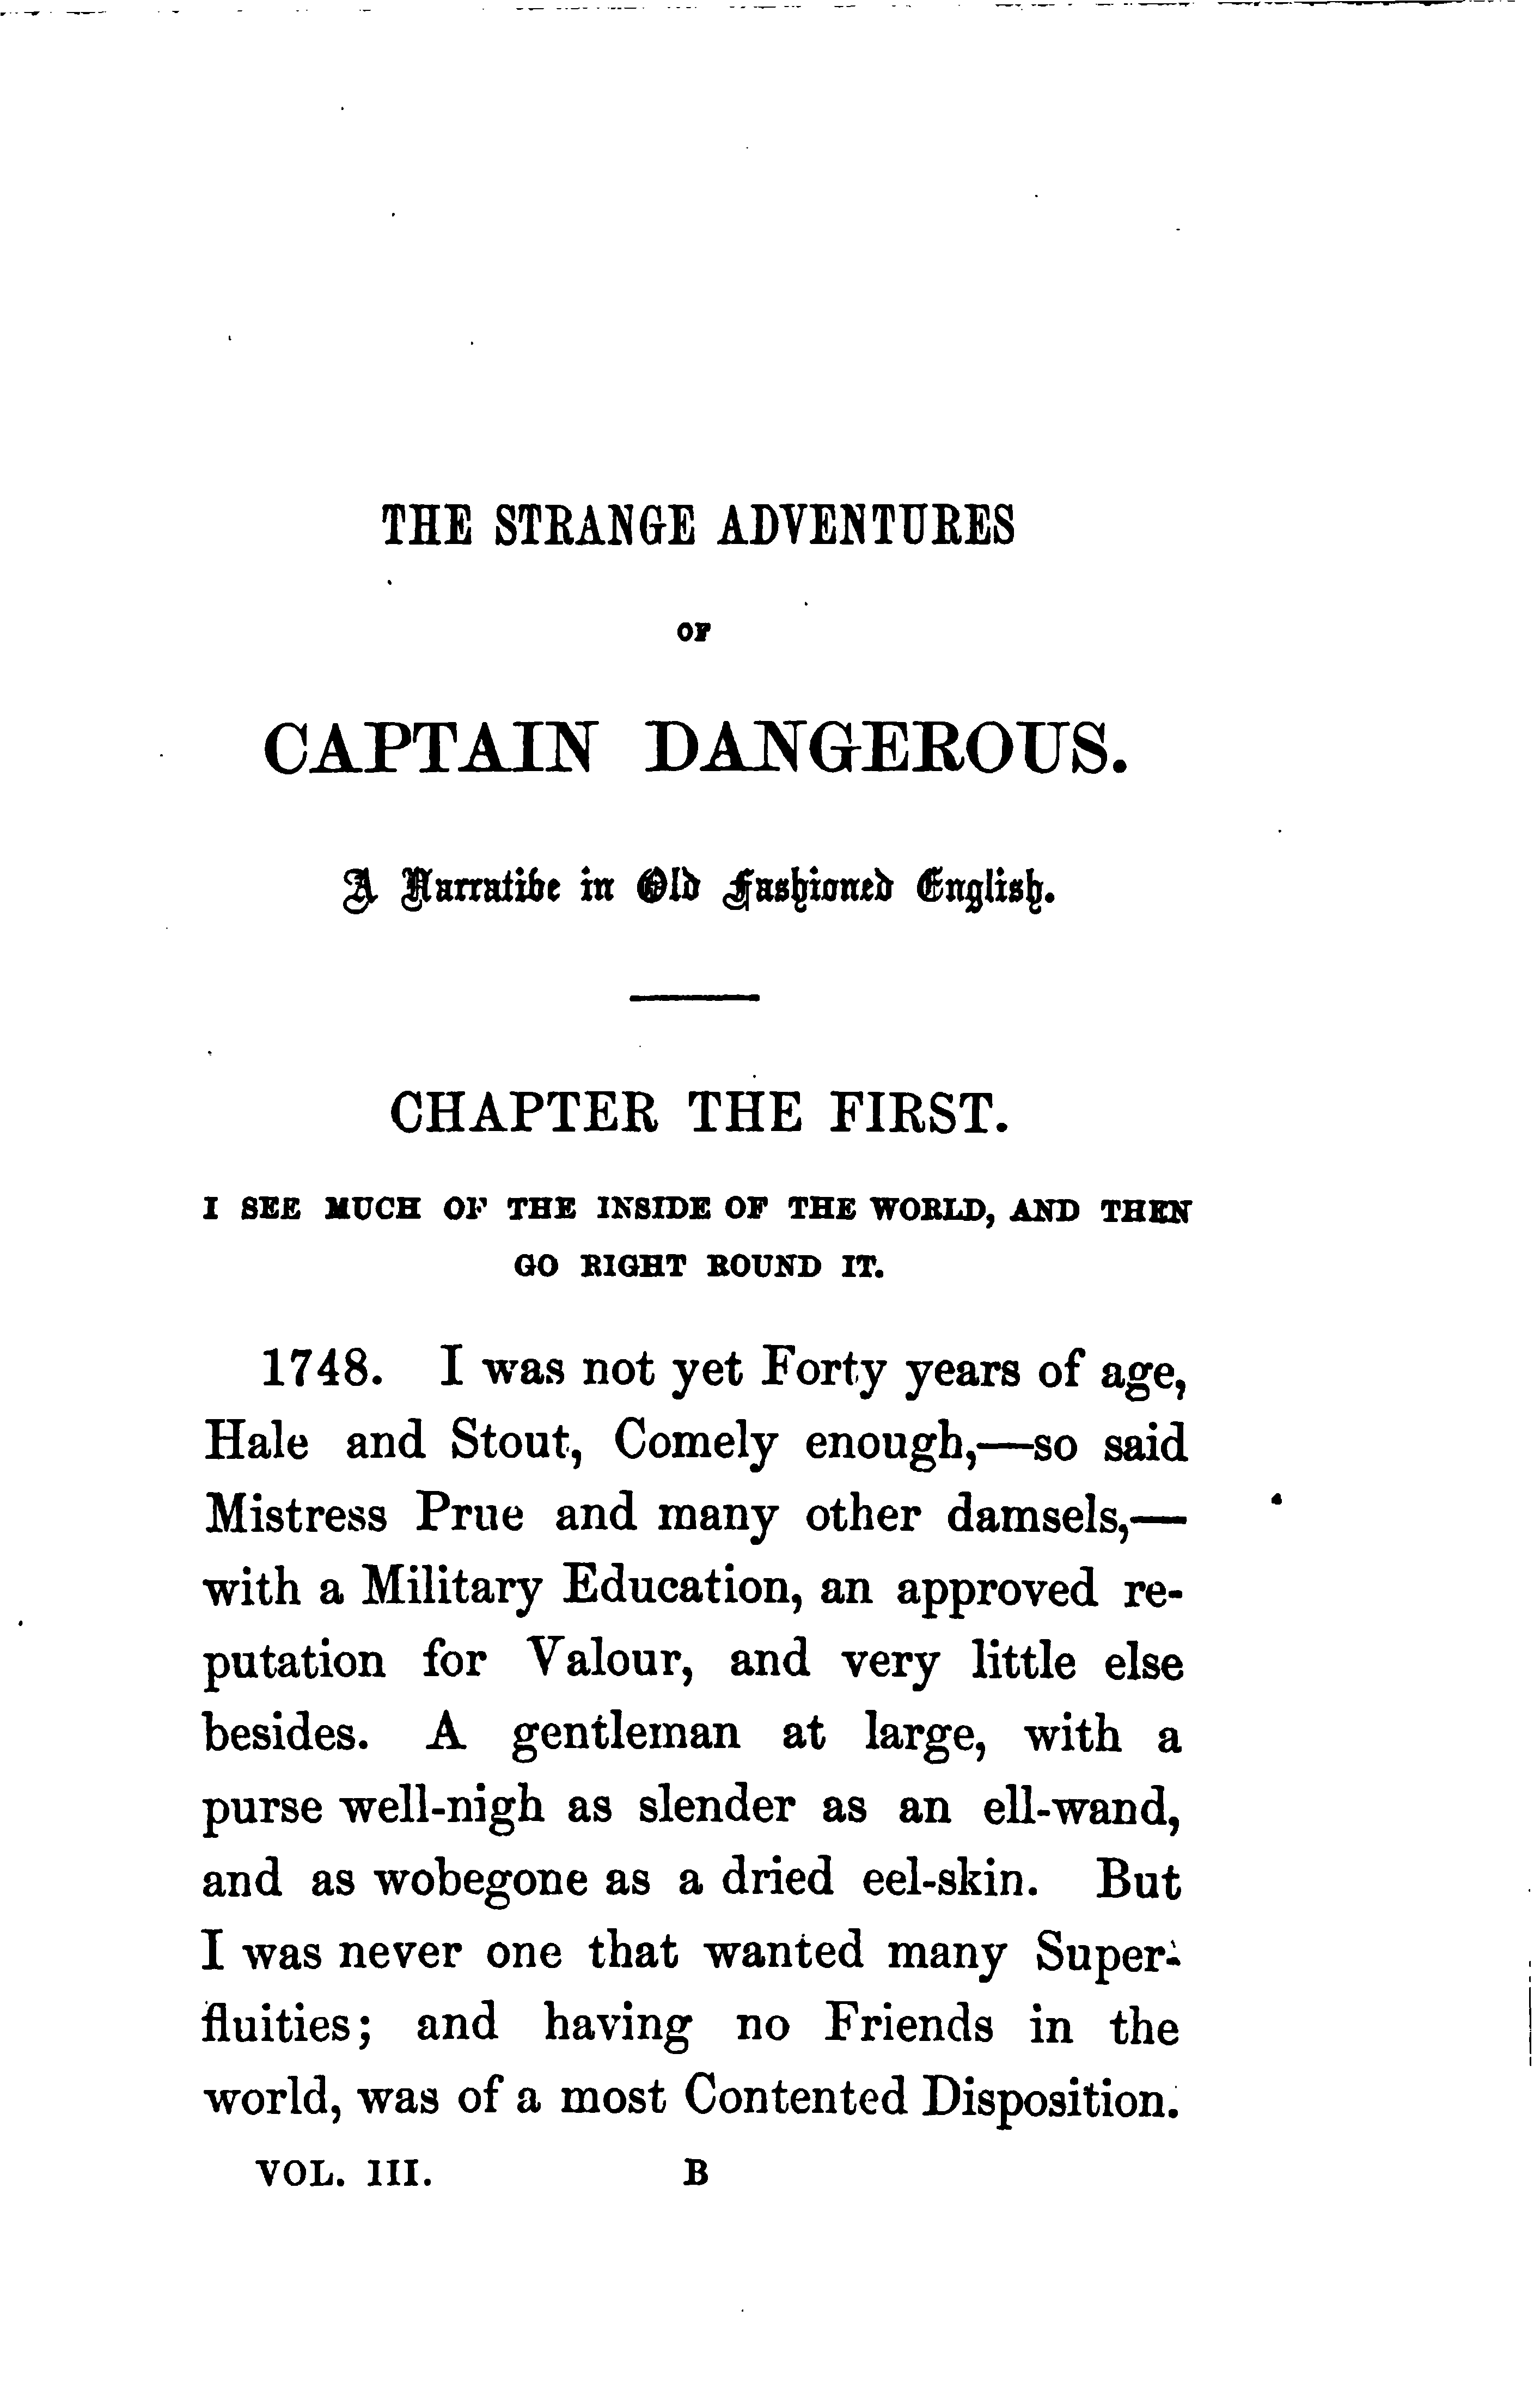 THE STRANGE ADVENTURES
OF
CAPTAIN DANGEROUS.
A Narrative in Old Fashioned English.
CHAPTER THE FIRST.
I SEE MUCH OF THE INSIDE OF THE WORLD, AND THEN
GO RIGHT ROUND IT.
1748. I was not yet Forty years of age,
Hale and Stout, Comely enough,—so said
Mistress Prue and many other damsels,—
with a Military Education, an approved re-
putation for Valour, and very little else
besides. A gentleman at large, with a
purse well-nigh as slender as an ell-wand,
and as wobegone as a dried eel-skin. But
I was never one that wanted many Super-
fluities; and having no Friends in the
world, was of a most Contented Disposition.
VOL. III. B